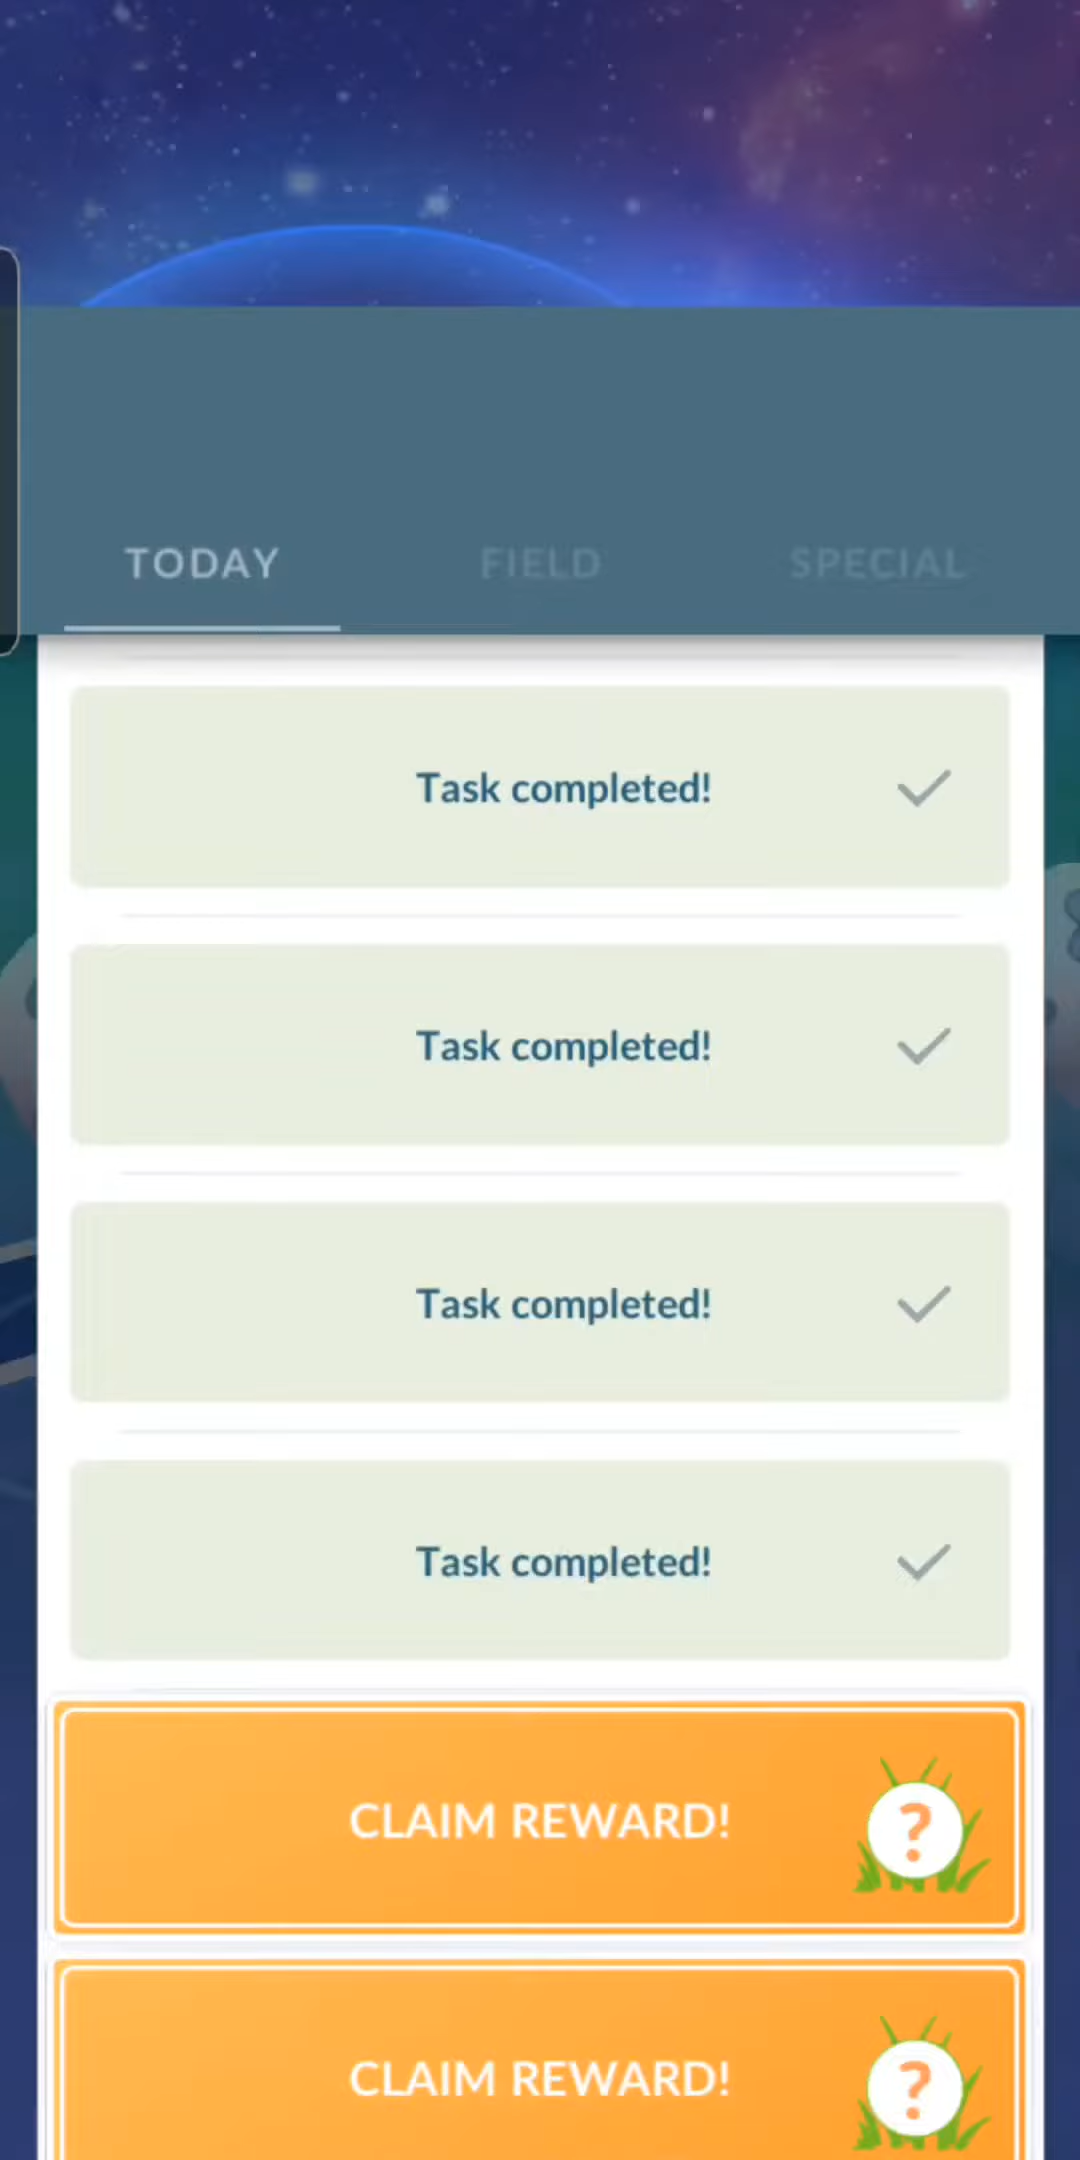 TODAY
FIELD
SPECIAL
Task completed!
Task completed!
Task completed!
Task completed!
CLAIM REWARD!
?
CLAIM REWARD!
?